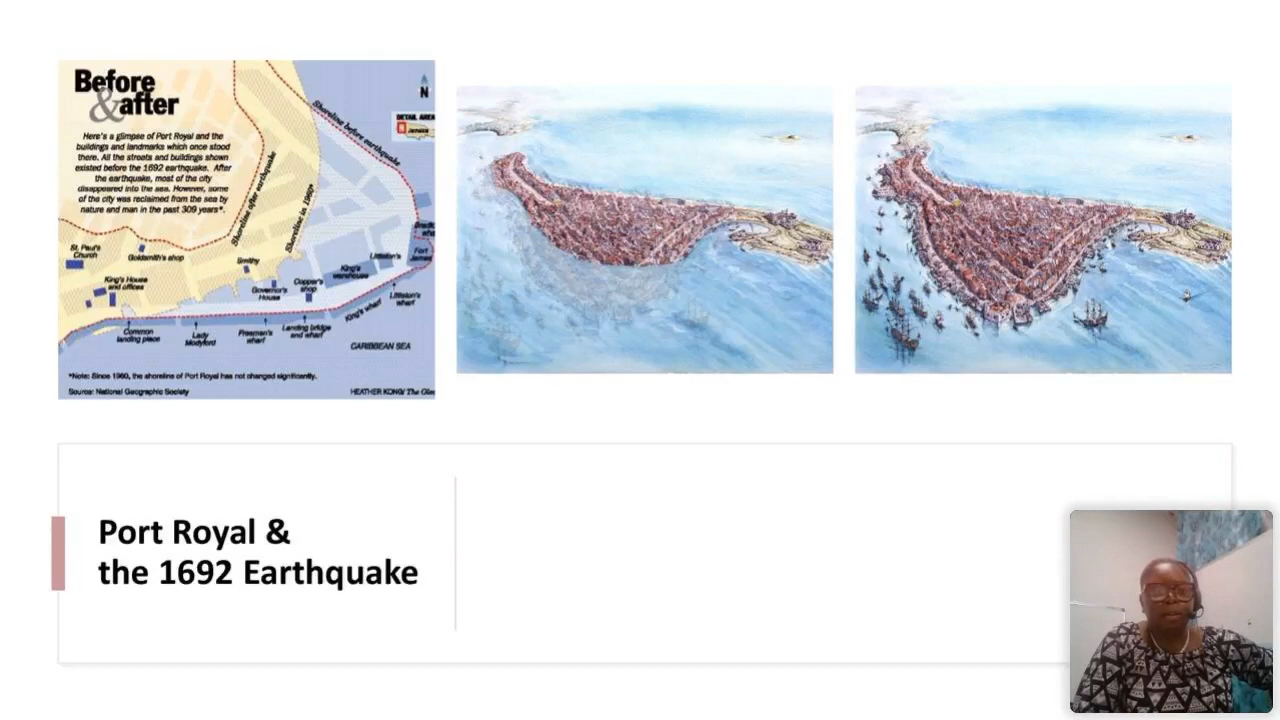 Before
& after
Here's a glimpse of Port Royal and the
buildings and landmarks which once stood
there. All the streets and buildings shown
existed before the 1692 earthquake. After
the earthquake, most of the city
disappeared into the sea. However, some
of the city was reclaimed from the sea by
nature and man in the past 309 years*.
N
DETAIL AREA
Jamaica
Shoreline before earthquake
Shoreline after earthquake
Shoreline in 1960*
St. Paul's
Church
Goldsmith's shop
King's House
and offices
Smithy
Governor's
House
Cooper's
shop
King's
warehouse
Littleton's
Fort
James
Littleton's
wharf
King's wharf
Common
landing place
Lady
Modyford
Freeman's
wharf
Landing bridge
and wharf
CARIBBEAN SEA
*Note: Since 1960, the shoreline of Port Royal has not changed significantly.
Source: National Geographic Society
HEATHER KONG/ The
Port Royal &
the 1692 Earthquake